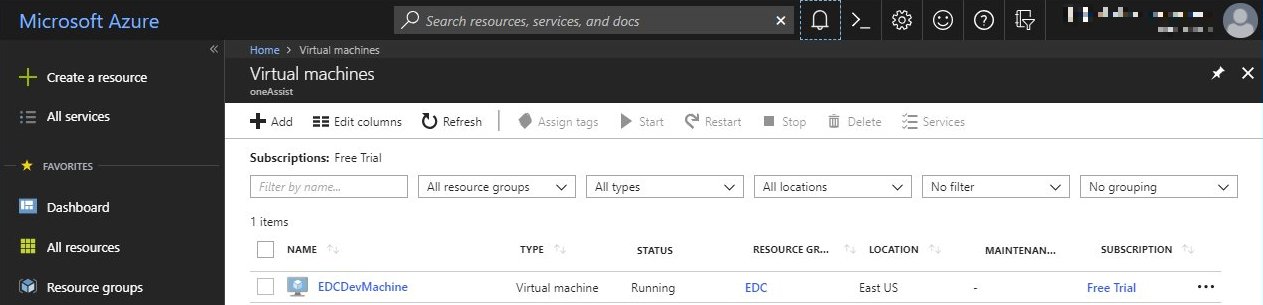 Microsoft Azure
Search resources, services, and docs
Create a resource
All services
FAVORITES
Dashboard
All resources
Resource groups
Home > Virtual machines
Virtual machines
oneAssist
Add Edit columns Refresh Assign tags Start Restart Stop Delete Services
Subscriptions: Free Trial
Filter by name... All resource groups All types All locations No filter No grouping
1 items
NAME TYPE STATUS RESOURCE GR... LOCATION MAINTENAN... SUBSCRIPTION
EDCDevMachine Virtual machine Running EDC East US - Free Trial